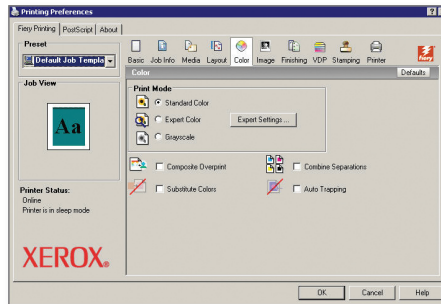 Printing Preferences
Fiery Printing PostScript About
Preset
Default Job Templa
Basic Job Info Media Layout Color Image Finishing VDP Stamping Printer
Fiery
Color Defaults
Job View
Aa
Print Mode
Standard Color
Expert Color Expert Settings...
Grayscale
Composite Overprint Combine Separations
Substitute Colors Auto Trapping
Printer Status:
Online
Printer is in sleep mode
XEROX®
OK Cancel Help